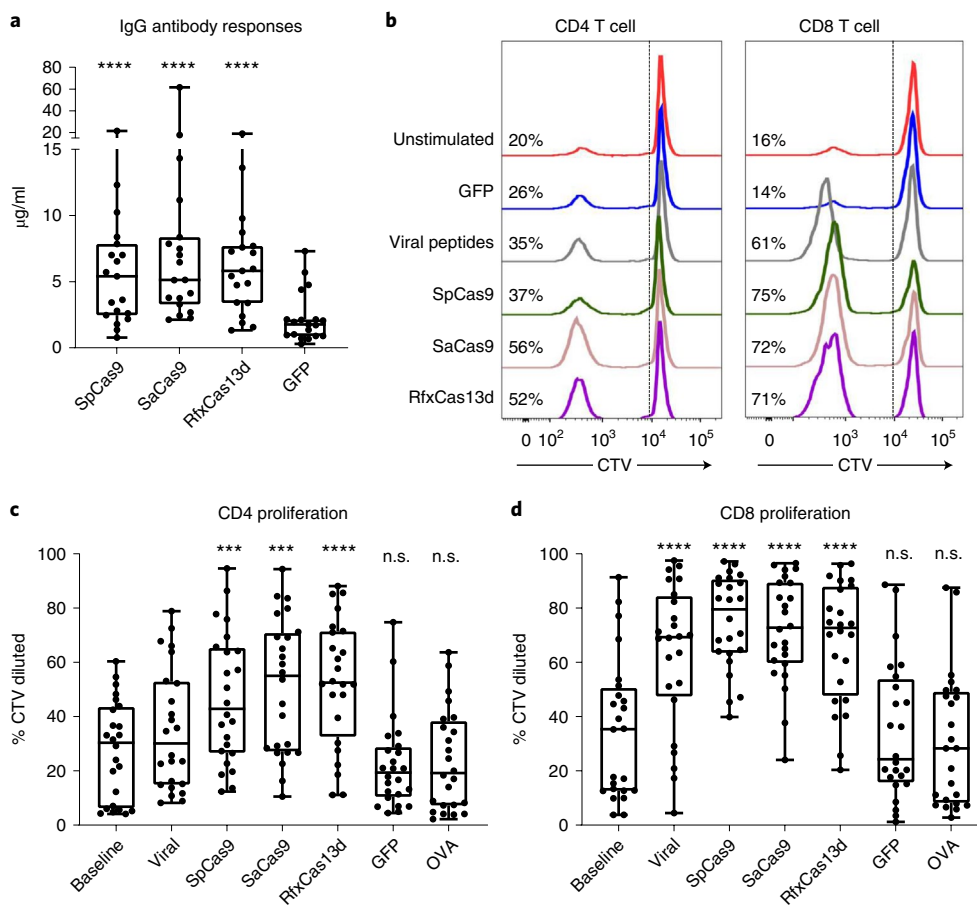 a
IgG antibody responses
**** **** ****
80
60
40
20
15
10
5
0
µg/ml
SpCas9
SaCas9
RfxCas13d
GFP
b
CD4 T cell
CD8 T cell
Unstimulated
20%
16%
GFP
26%
14%
Viral peptides
35%
61%
SpCas9
37%
75%
SaCas9
56%
72%
RfxCas13d
52%
71%
0 10² 10³ 10⁴ 10⁵
CTV
0 10³ 10⁴ 10⁵
CTV
c
CD4 proliferation
*** *** **** n.s. n.s.
100
80
60
40
20
0
% CTV diluted
Baseline
Viral
SpCas9
SaCas9
RfxCas13d
GFP
OVA
d
CD8 proliferation
**** **** **** **** n.s. n.s.
100
80
60
40
20
0
% CTV diluted
Baseline
Viral
SpCas9
SaCas9
RfxCas13d
GFP
OVA